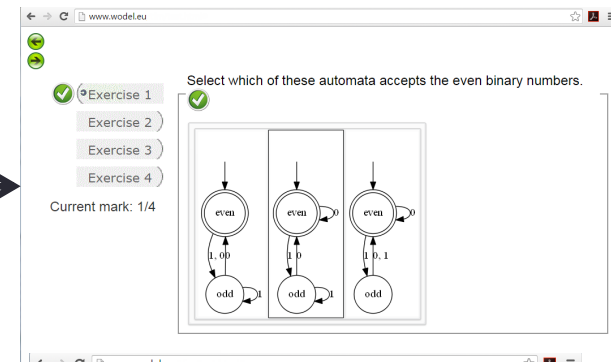 www.wodel.eu
Select which of these automata accepts the even binary numbers.
Exercise 1
Exercise 2
Exercise 3
Exercise 4
Current mark: 1/4
even even 0 even 0
1, 00 1 0 1 0, 1
odd 1 odd 1 odd